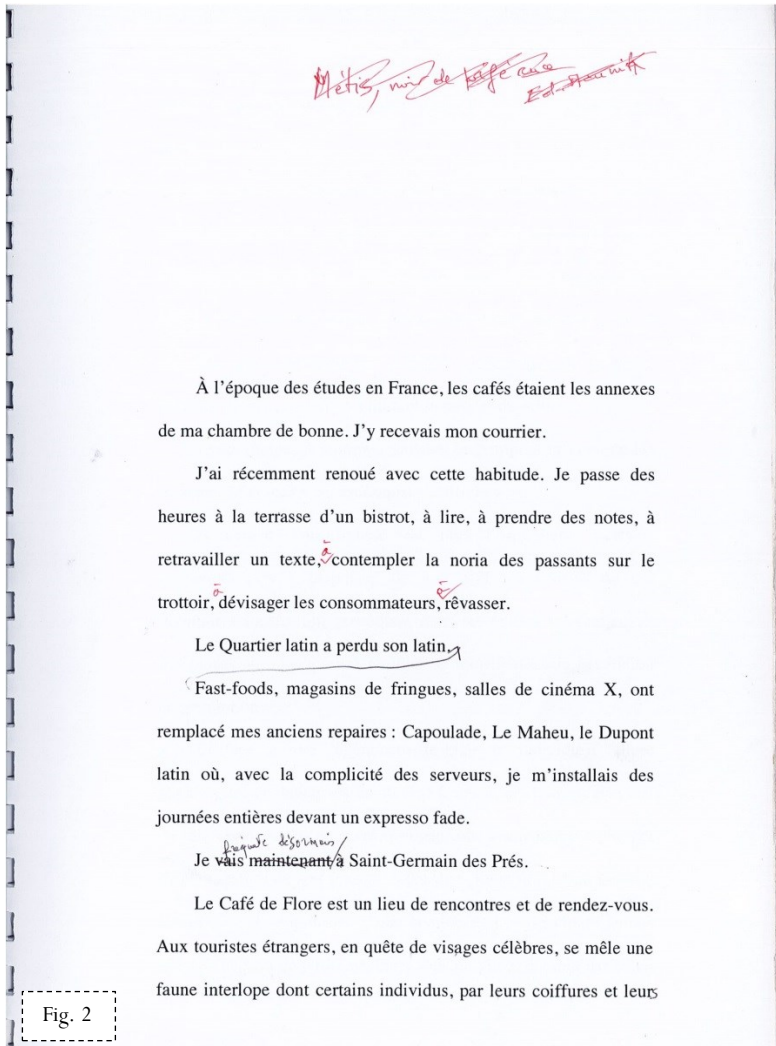 Métis, noir de
À l'époque des études en France, les cafés étaient les annexes
de ma chambre de bonne. J'y recevais mon courrier.
J'ai récemment renoué avec cette habitude. Je passe des
heures à la terrasse d'un bistrot, à lire, à prendre des notes, à
retravailler un texte, à contempler la noria des passants sur le
trottoir, à dévisager les consommateurs, à rêvasser.
Le Quartier latin a perdu son latin.
Fast-foods, magasins de fringues, salles de cinéma X, ont
remplacé mes anciens repaires : Capoulade, Le Maheu, le Dupont
latin où, avec la complicité des serveurs, je m'installais des
journées entières devant un expresso fade.
fréquente désormais
Je vais maintenant à Saint-Germain des Prés.
Le Café de Flore est un lieu de rencontres et de rendez-vous.
Aux touristes étrangers, en quête de visages célèbres, se mêle une
faune interlope dont certains individus, par leurs coiffures et leurs
Fig. 2